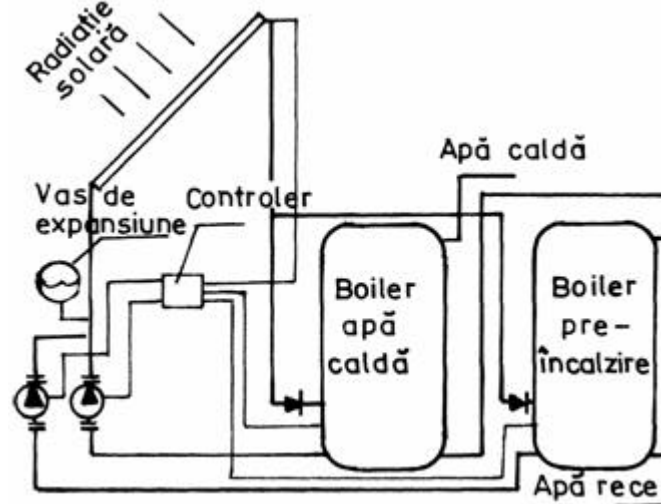 Radiație
solară
Vas de
expansiune
Controler
Apă caldă
Boiler
apă
caldă
Boiler
pre-
încalzire
Apă rece